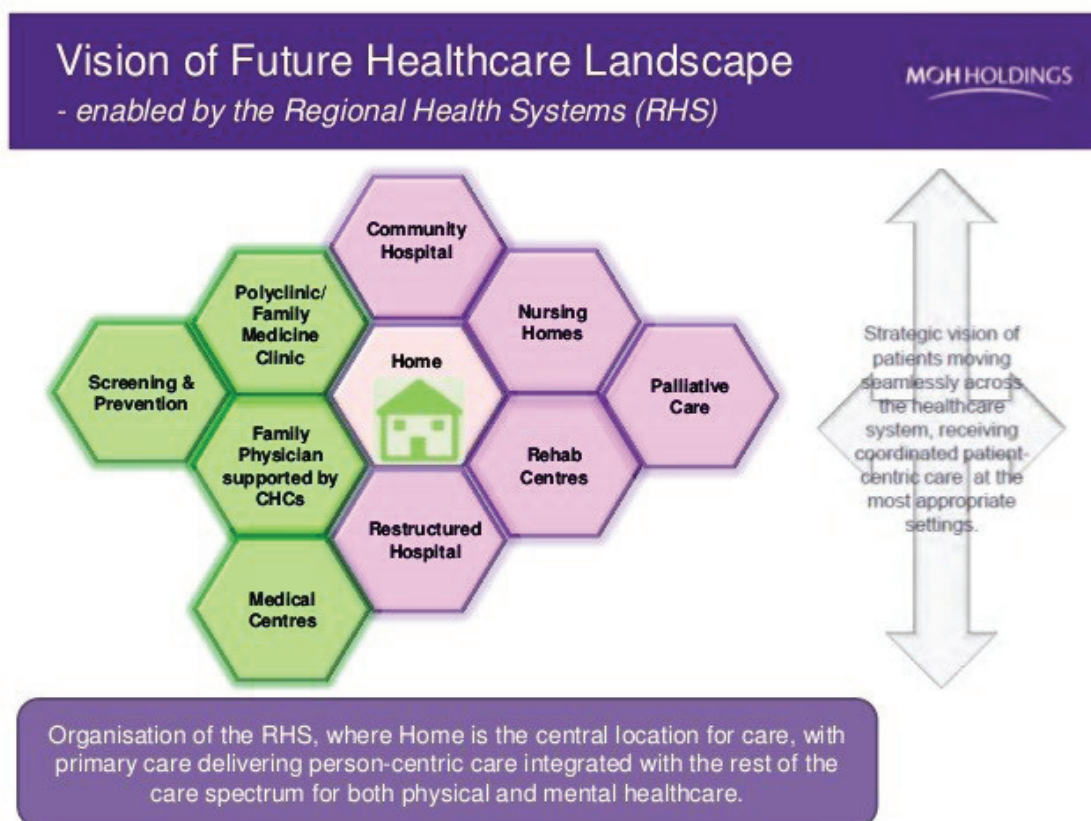 Vision of Future Healthcare Landscape
- enabled by the Regional Health Systems (RHS)
MOHHOLDINGS
Community
Hospital
Polyclinic/
Family
Medicine
Clinic
Nursing
Homes
Home
Screening &
Prevention
Palliative
Care
Family
Physician
supported by
CHCs
Rehab
Centres
Restructured
Hospital
Medical
Centres
Strategic vision of
patients moving
seamlessly across
the healthcare
system, receiving
coordinated patient-
centric care at the
most appropriate
settings.
Organisation of the RHS, where Home is the central location for care, with
primary care delivering person-centric care integrated with the rest of the
care spectrum for both physical and mental healthcare.